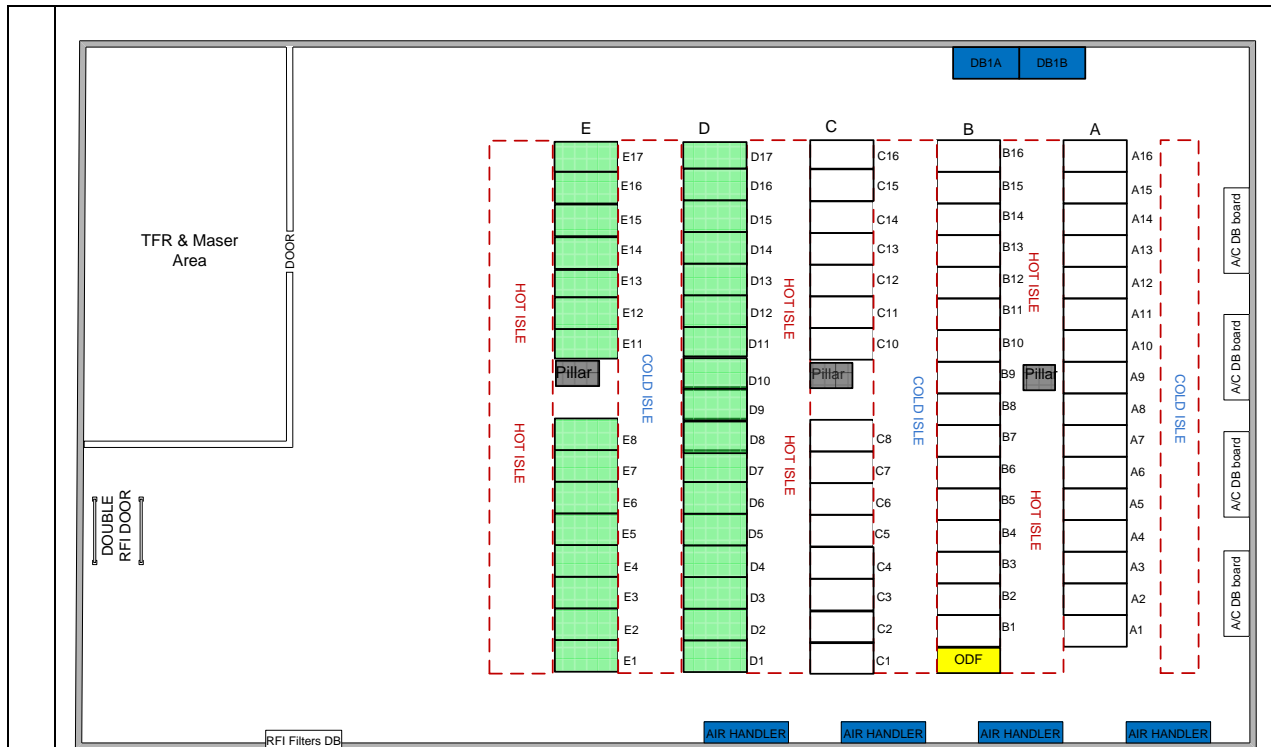 DB1A
DB1B
E
D
C
B
A
E17
D17
C16
B16
A16
E16
D16
C15
B15
A15
E15
D15
C14
B14
A14
E14
D14
C13
B13
A13
E13
D13
C12
B12
A12
E12
D12
C11
B11
A11
E11
D11
C10
B10
A10
TFR & Maser
Area
DOOR
HOT ISLE
HOT ISLE
HOT ISLE
A/C DB board
A/C DB board
Pillar
D10
Pillar
B9
Pillar
A9
COLD ISLE
D9
COLD ISLE
B8
A8
COLD ISLE
E8
D8
C8
B7
A7
E7
D7
C7
B6
A6
E6
D6
C6
B5
A5
E5
D5
C5
B4
A4
E4
D4
C4
B3
A3
E3
D3
C3
B2
A2
E2
D2
C2
B1
A1
E1
D1
C1
ODF
HOT ISLE
HOT ISLE
HOT ISLE
A/C DB board
A/C DB board
DOUBLE
RFI DOOR
RFI Filters DB
AIR HANDLER
AIR HANDLER
AIR HANDLER
AIR HANDLER